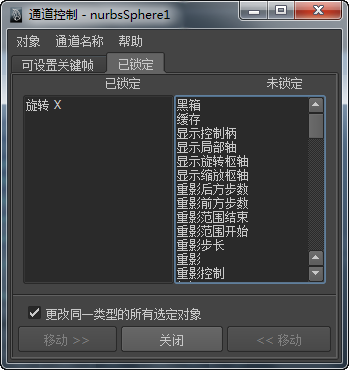 通道控制 - nurbsSphere1
对象 通道名称 帮助
可设置关键帧 已锁定
已锁定 未锁定
旋转 X
黑箱
缓存
显示控制柄
显示局部轴
显示旋转枢轴
显示缩放枢轴
重影后方步数
重影前方步数
重影范围结束
重影范围开始
重影步长
重影
重影控制
更改同一类型的所有选定对象
移动 >> 关闭 << 移动